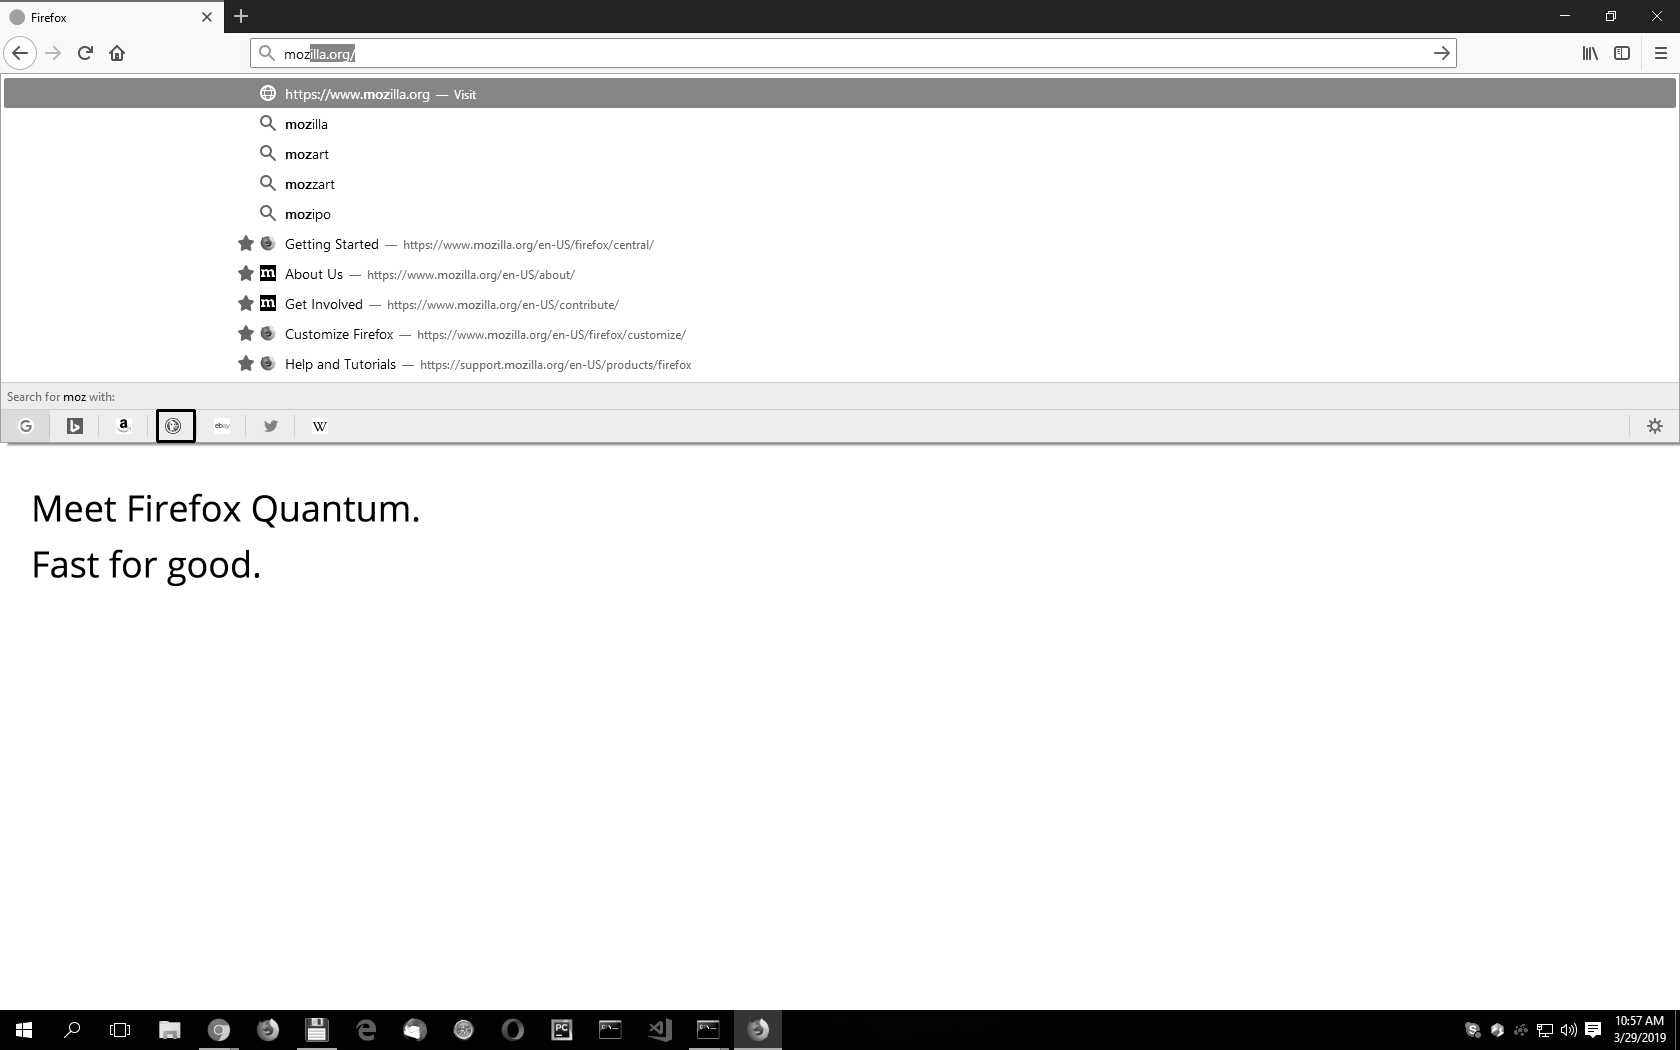 Firefox
mozilla.org/
https://www.mozilla.org — Visit
mozilla
mozart
mozzart
mozipo
Getting Started — https://www.mozilla.org/en-US/firefox/central/
m About Us — https://www.mozilla.org/en-US/about/
m Get Involved — https://www.mozilla.org/en-US/contribute/
Customize Firefox — https://www.mozilla.org/en-US/firefox/customize/
Help and Tutorials — https://support.mozilla.org/en-US/products/firefox
Search for moz with:
G b a ebay W
Meet Firefox Quantum.
Fast for good.
PC
10:57 AM
3/29/2019